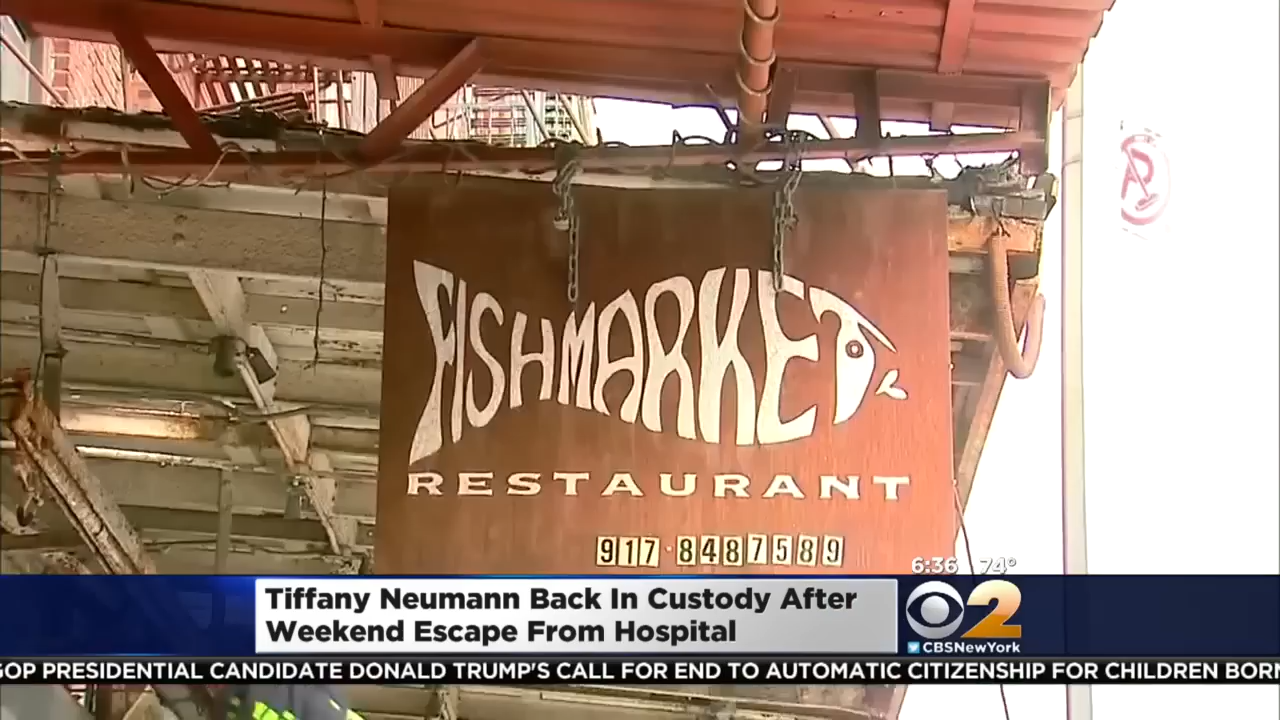 FISHMARKET
RESTAURANT
917·8487589
6:36 74°
2
Tiffany Neumann Back In Custody After
Weekend Escape From Hospital
CBSNewYork
GOP PRESIDENTIAL CANDIDATE DONALD TRUMP'S CALL FOR END TO AUTOMATIC CITIZENSHIP FOR CHILDREN BORN